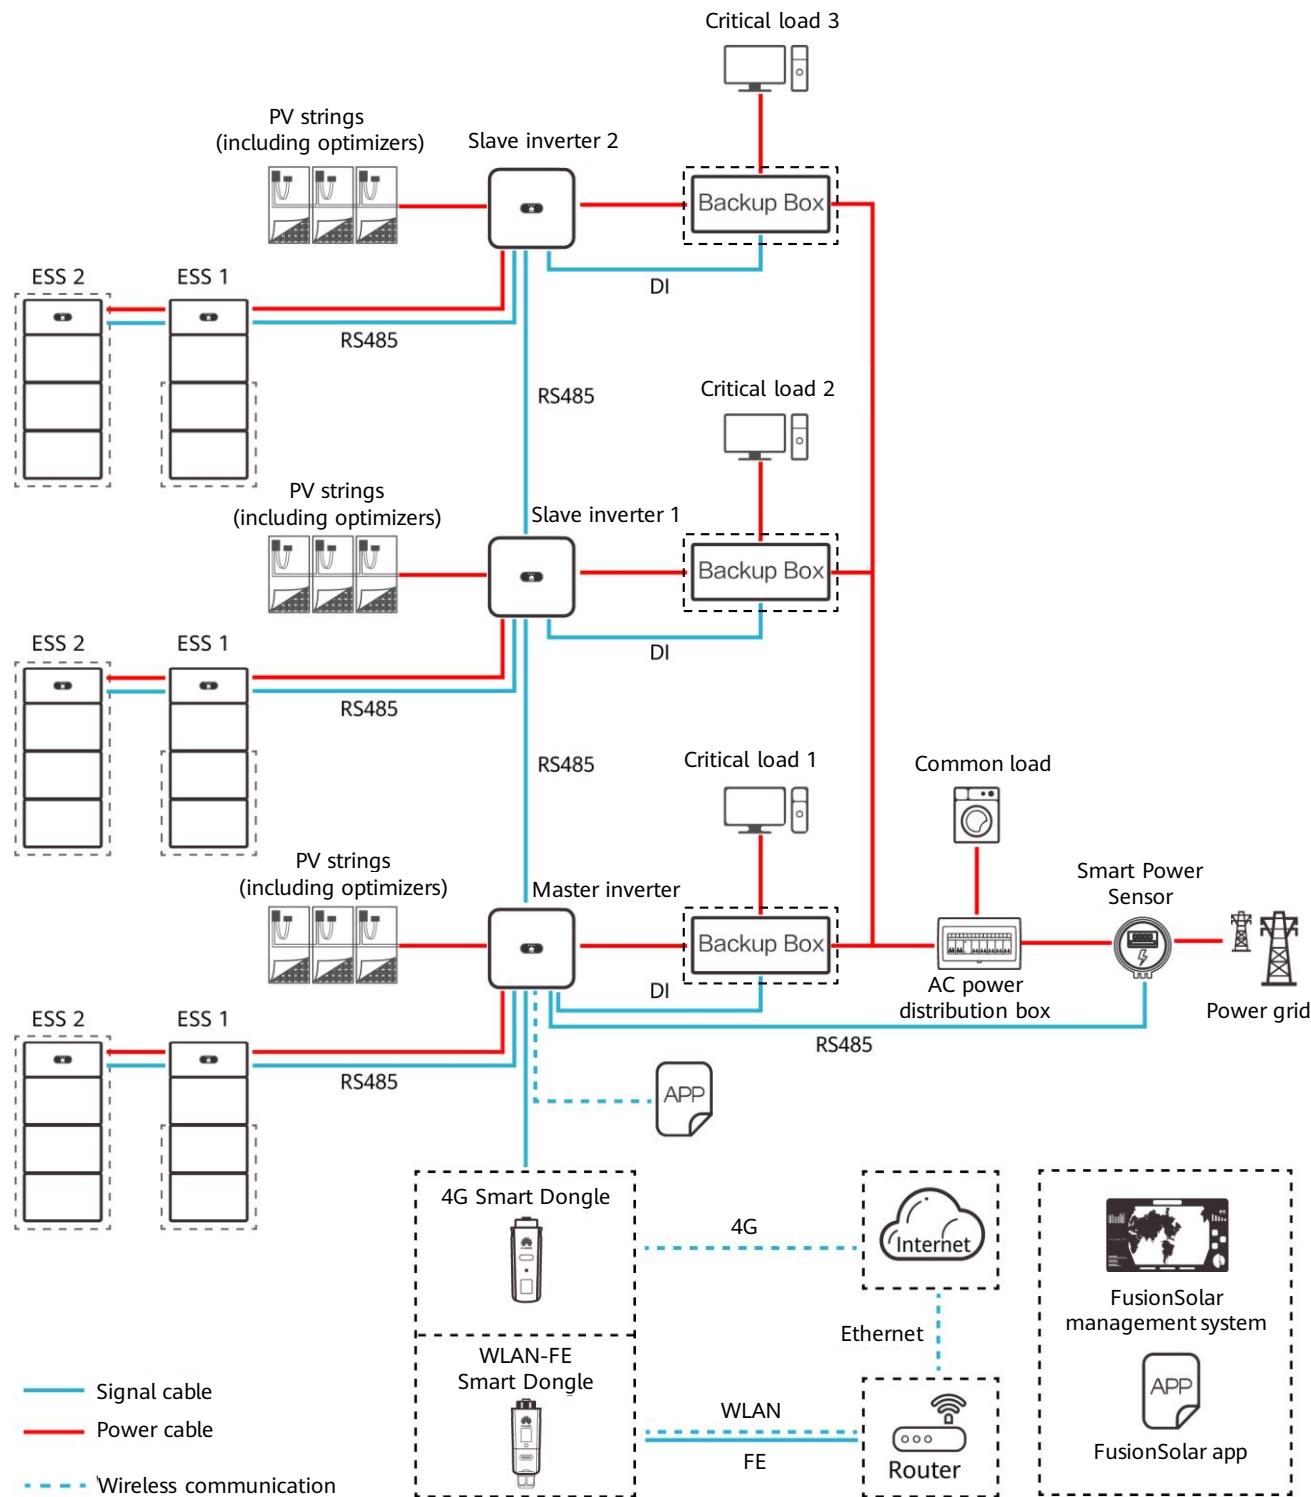 Critical load 3
PV strings
(including optimizers)
Slave inverter 2
Backup Box
DI
ESS 2
ESS 1
RS485
RS485
Critical load 2
PV strings
(including optimizers)
Slave inverter 1
Backup Box
DI
ESS 2
ESS 1
RS485
RS485
Critical load 1
Common load
PV strings
(including optimizers)
Master inverter
Smart Power
Sensor
Backup Box
DI
AC power
distribution box
Power grid
ESS 2
ESS 1
RS485
RS485
APP
4G Smart Dongle
4G
Internet
FusionSolar
management system
Ethernet
WLAN-FE
Smart Dongle
WLAN
FE
Router
APP
FusionSolar app
Signal cable
Power cable
Wireless communication